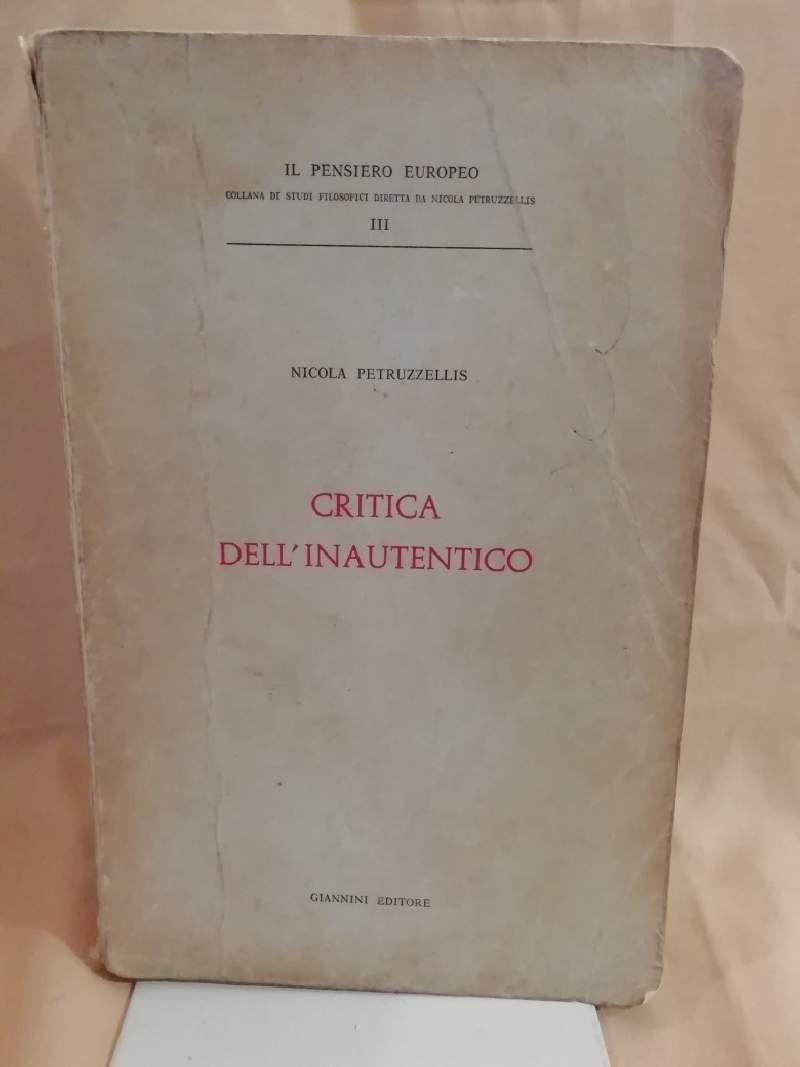 IL PENSIERO EUROPEO
COLLANA DI STUDI FILOSOFICI DIRETTA DA NICOLA PETRUZZELLIS
III
NICOLA PETRUZZELLIS
CRITICA
DELL'INAUTENTICO
GIANNINI EDITORE